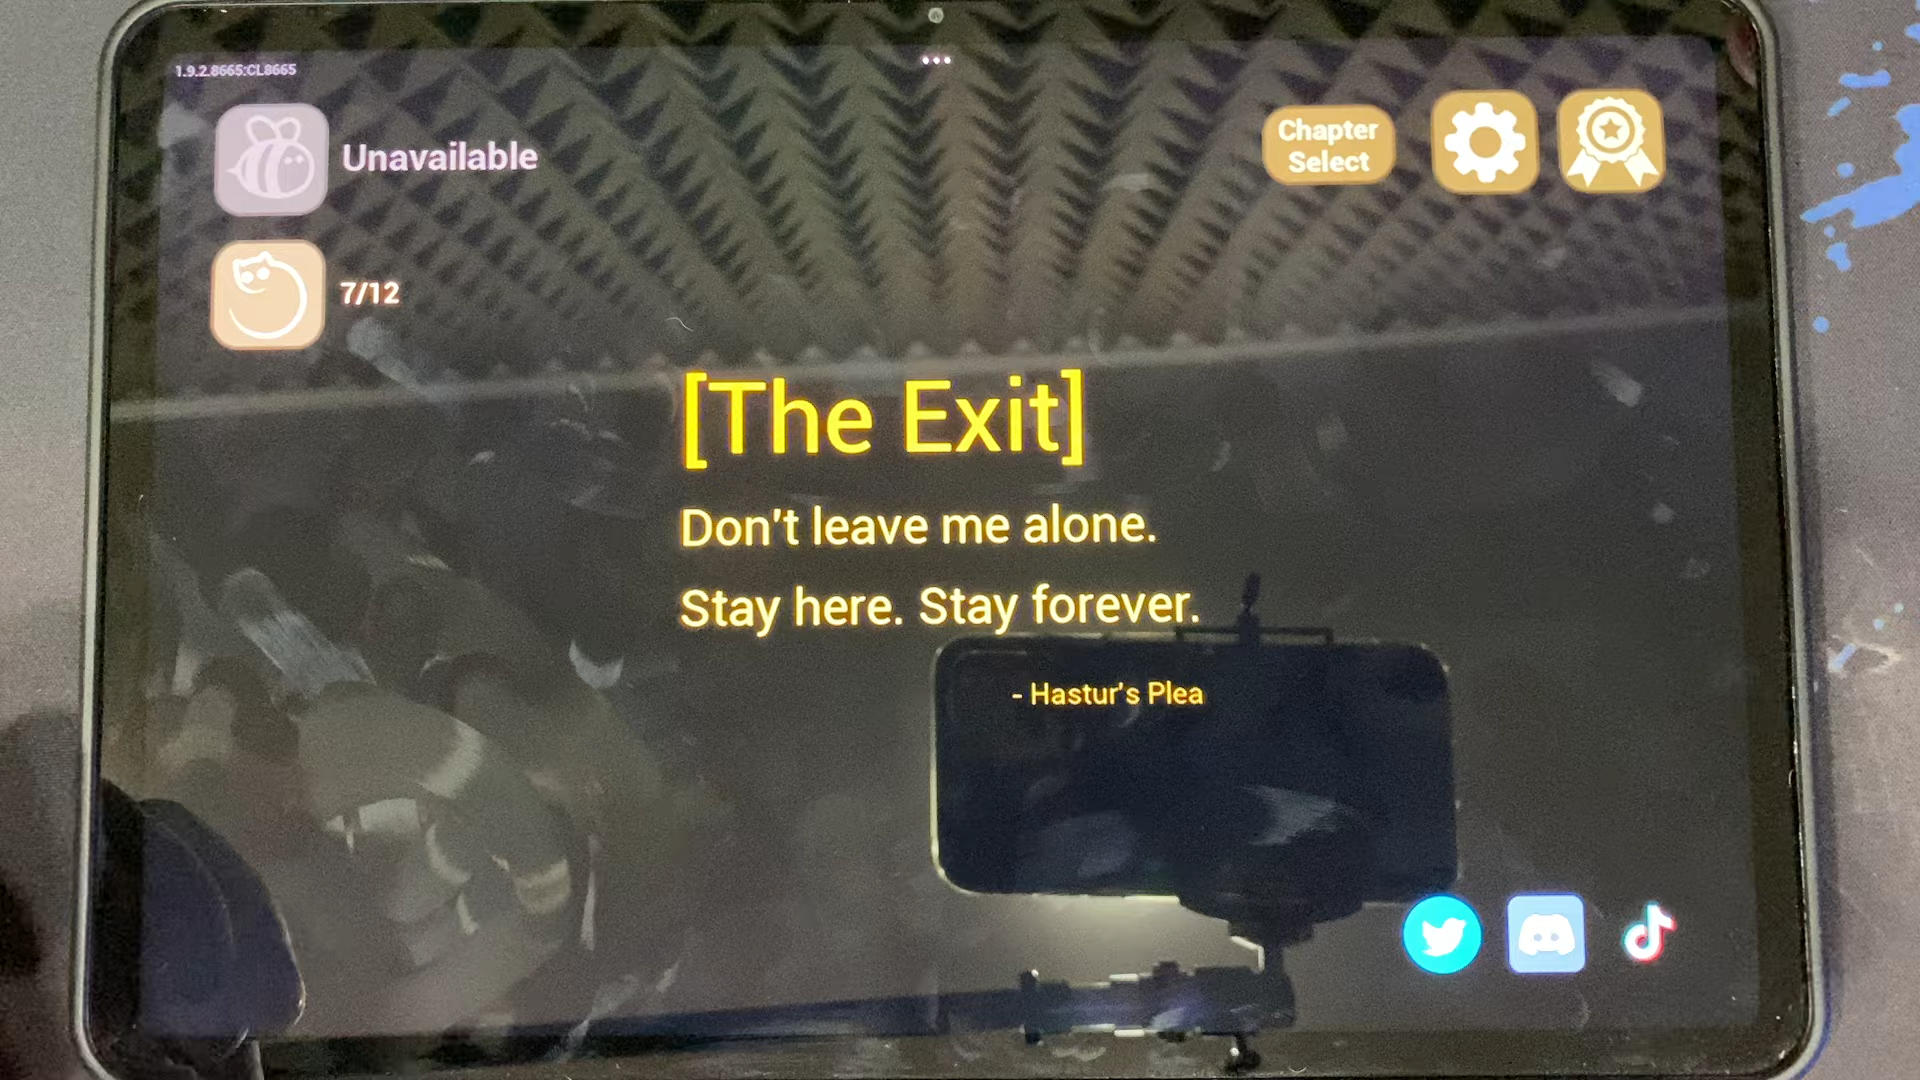 1.9.2.8665:CL8665
Unavailable
Chapter
Select
7/12
[The Exit]
Don't leave me alone.
Stay here. Stay forever.
- Hastur's Plea